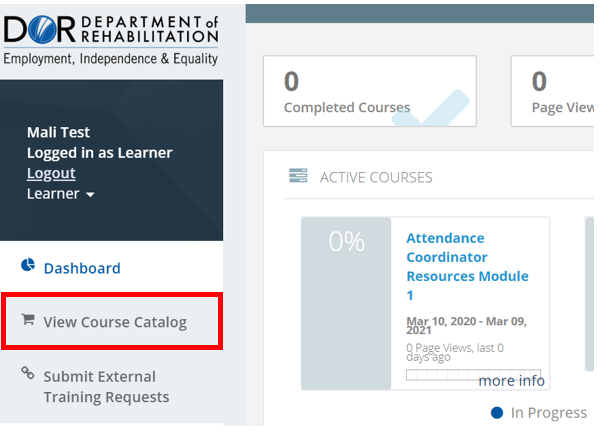 DOR DEPARTMENT of
REHABILITATION
Employment, Independence & Equality
Mali Test
Logged in as Learner
Logout
Learner
Dashboard
View Course Catalog
Submit External
Training Requests
0
Completed Courses
0
Page View
ACTIVE COURSES
0%
Attendance
Coordinator
Resources Module
1
Mar 10, 2020 - Mar 09,
2021
0 Page Views, last 0
days ago
more info
In Progress